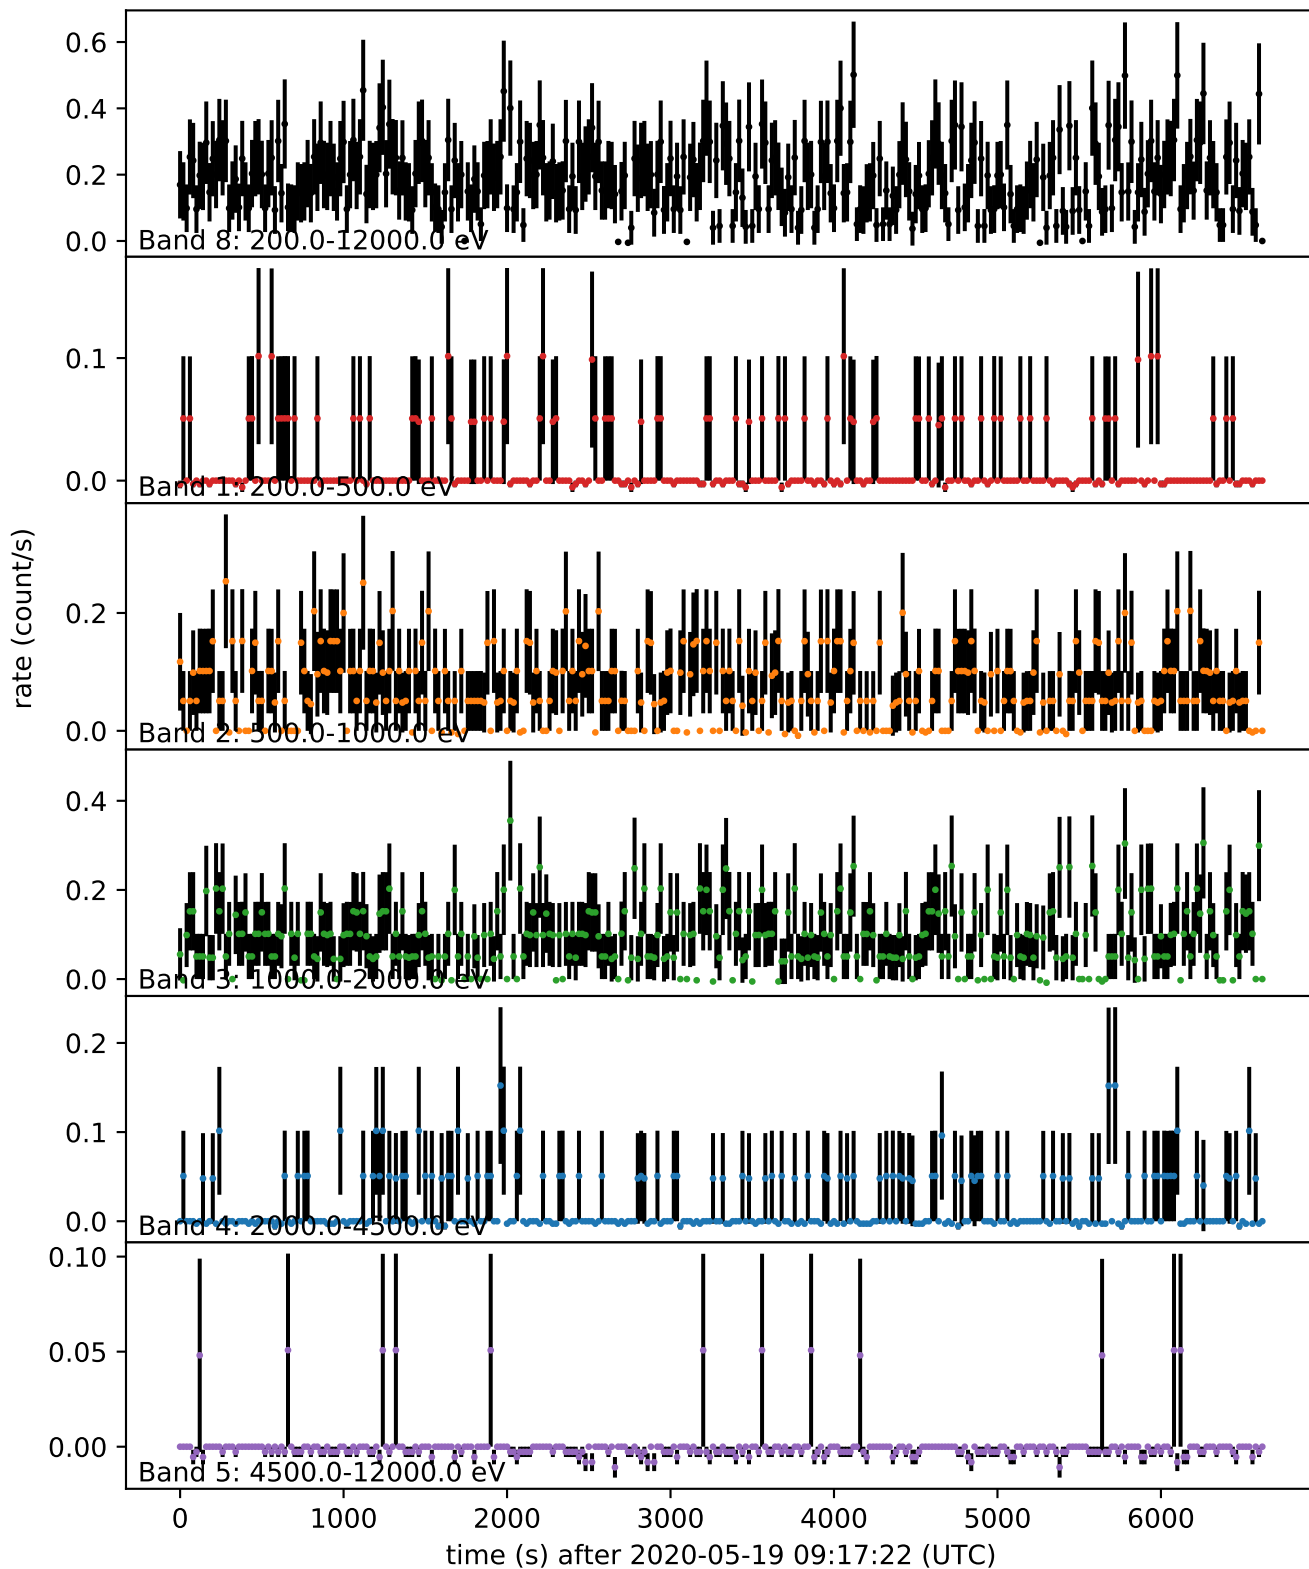 0.6
0.4
0.2
0.0
Band 8: 200.0-12000.0 eV
0.1
0.0
Band 1: 200.0-500.0 eV
rate (count/s)
0.2
0.0
Band 2: 500.0-1000.0 eV
0.4
0.2
0.0
Band 3: 1000.0-2000.0 eV
0.2
0.1
0.0
Band 4: 2000.0-4500.0 eV
0.10
0.05
0.00
Band 5: 4500.0-12000.0 eV
0 1000 2000 3000 4000 5000 6000
time (s) after 2020-05-19 09:17:22 (UTC)